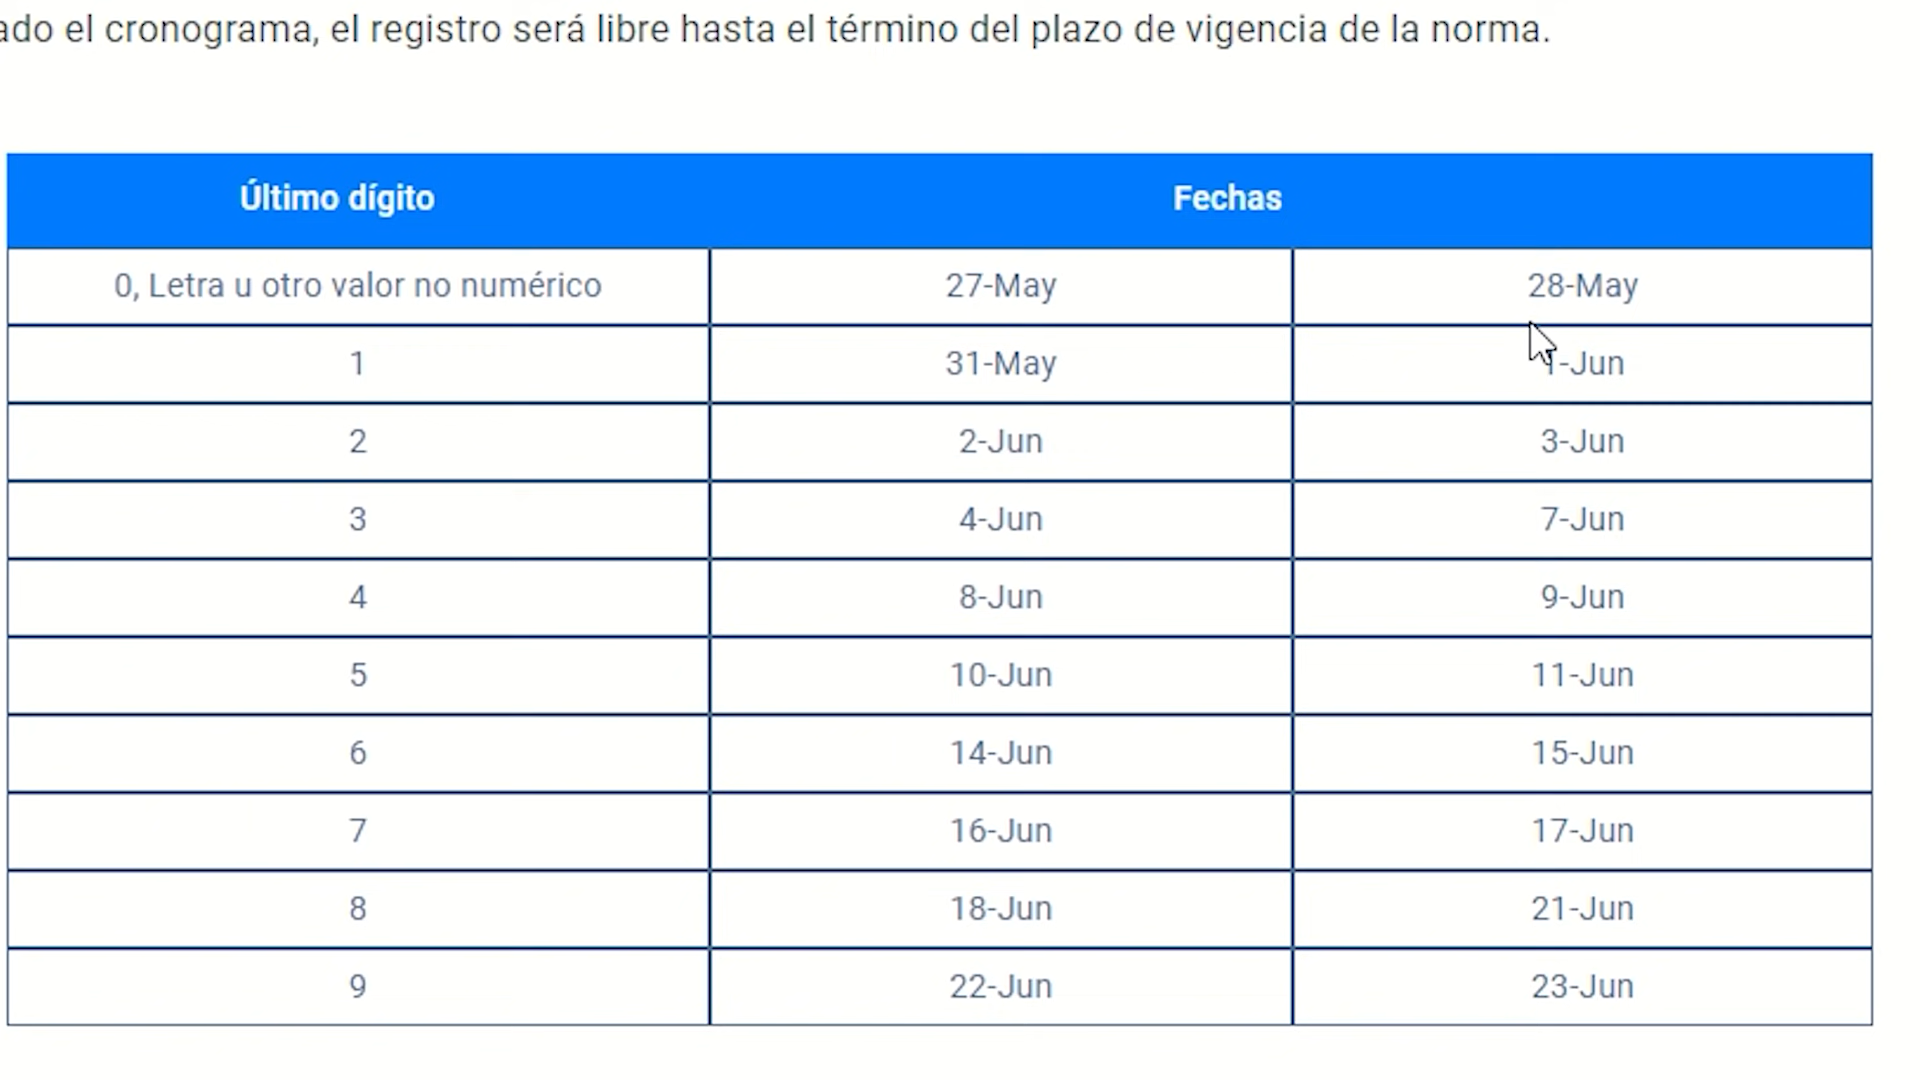 el cronograma, el registro será libre hasta el término del plazo de vigencia de la norma.
Último dígito Fechas
0, Letra u otro valor no numérico 27-May 28-May
1 31-May 1-Jun
2 2-Jun 3-Jun
3 4-Jun 7-Jun
4 8-Jun 9-Jun
5 10-Jun 11-Jun
6 14-Jun 15-Jun
7 16-Jun 17-Jun
8 18-Jun 21-Jun
9 22-Jun 23-Jun